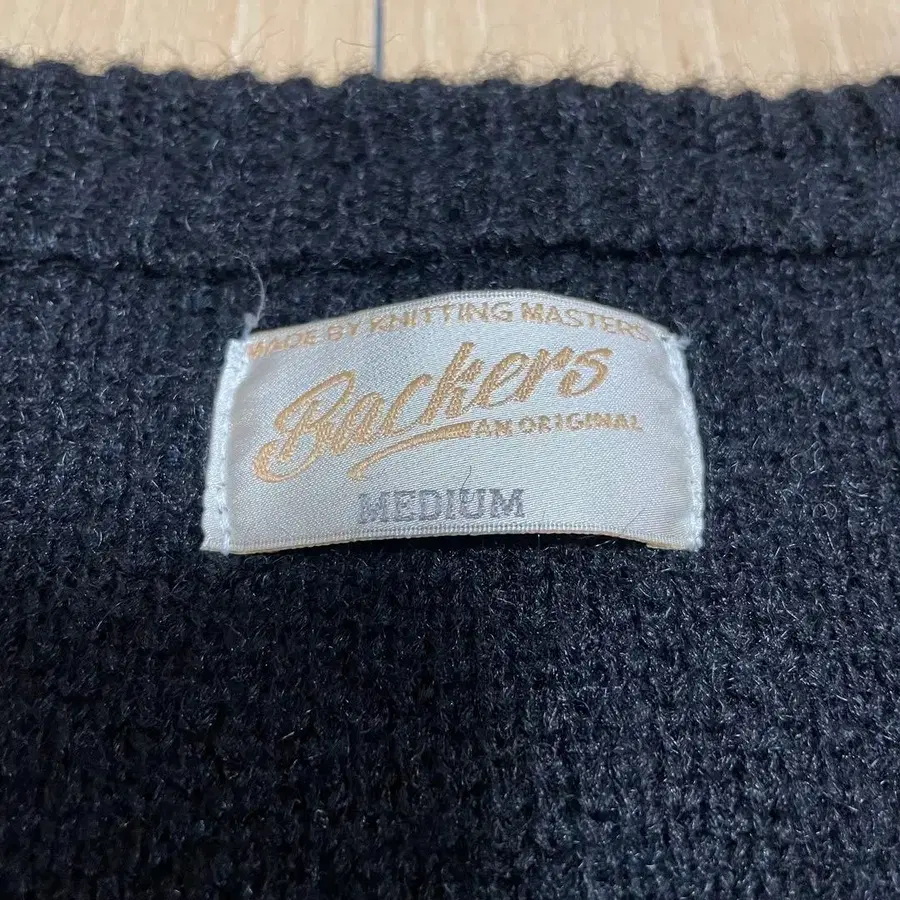 MADE BY KNITTING MASTERS
Backers
AN ORIGINAL
MEDIUM